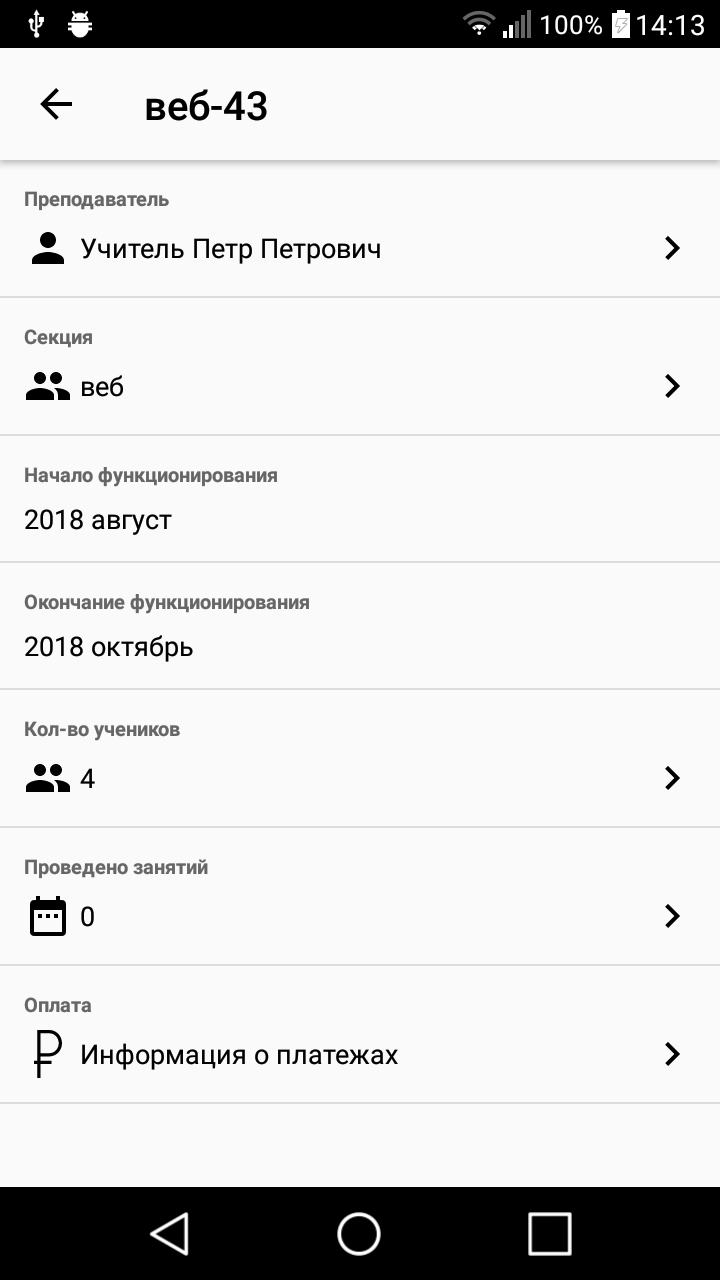 100% 14:13
веб-43
Преподаватель
Учитель Петр Петрович
Секция
веб
Начало функционирования
2018 август
Окончание функционирования
2018 октябрь
Кол-во учеников
4
Проведено занятий
0
Оплата
Информация о платежах